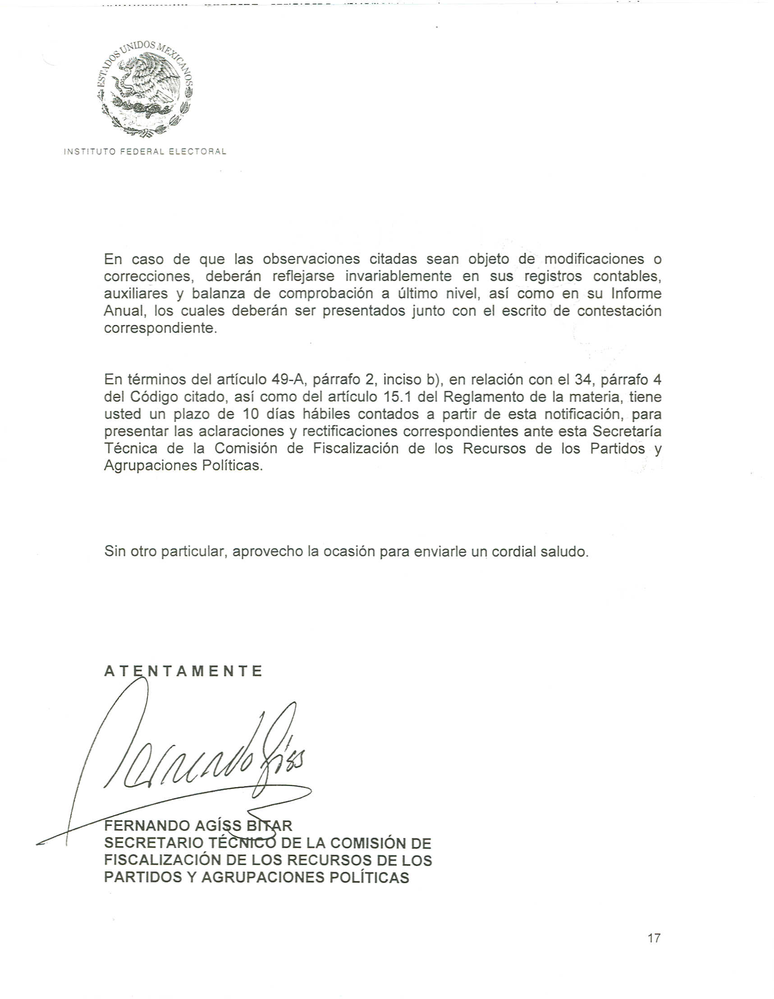 ESTADOS UNIDOS MEXICANOS
INSTITUTO FEDERAL ELECTORAL
En caso de que las observaciones citadas sean objeto de modificaciones o
correcciones, deberán reflejarse invariablemente en sus registros contables,
auxiliares y balanza de comprobación a último nivel, así como en su Informe
Anual, los cuales deberán ser presentados junto con el escrito de contestación
correspondiente.
En términos del artículo 49-A, párrafo 2, inciso b), en relación con el 34, párrafo 4
del Código citado, así como del artículo 15.1 del Reglamento de la materia, tiene
usted un plazo de 10 días hábiles contados a partir de esta notificación, para
presentar las aclaraciones y rectificaciones correspondientes ante esta Secretaría
Técnica de la Comisión de Fiscalización de los Recursos de los Partidos y
Agrupaciones Políticas.
Sin otro particular, aprovecho la ocasión para enviarle un cordial saludo.
A T E N T A M E N T E
Fernando Agíss
FERNANDO AGÍSS BITAR
SECRETARIO TÉCNICO DE LA COMISIÓN DE
FISCALIZACIÓN DE LOS RECURSOS DE LOS
PARTIDOS Y AGRUPACIONES POLÍTICAS
17